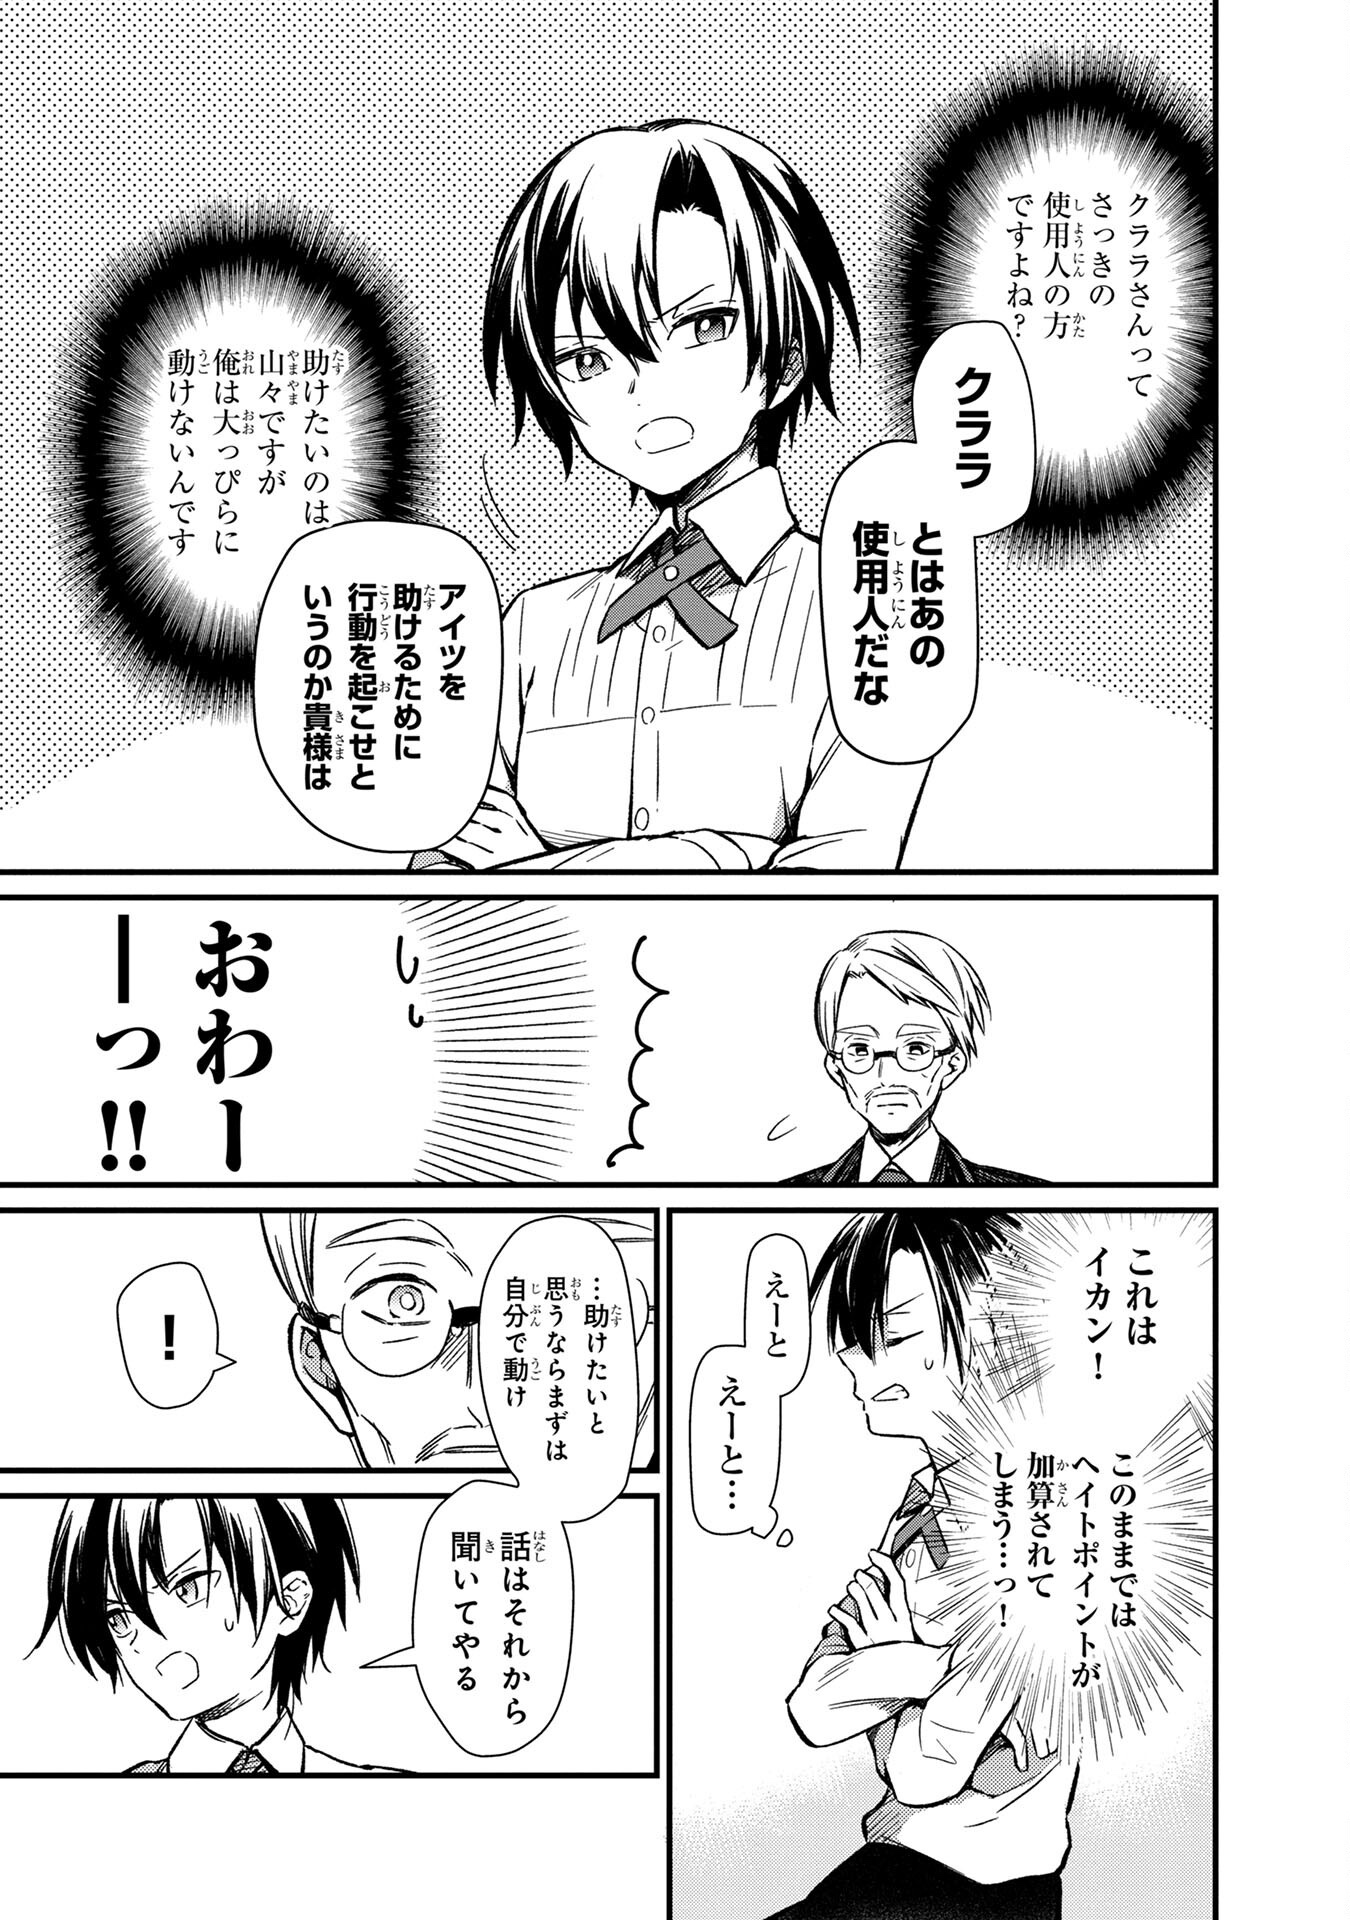 クララさんって
さっきの
使用人の方
ですよね?
クララ
とはあの
使用人だな
助けたいのは
山々ですが
俺は大っぴらに
動けないんです
アイツを
助けるために
行動を起こせと
いうのか貴様は
おわー
ーっ!!
これは
イカン!
このままでは
ヘイトポイントが
加算されて
しまう…っ!
えーと
えーと…
…助けたいと
思うならまずは
自分で動け
!
話はそれから
聞いてやる